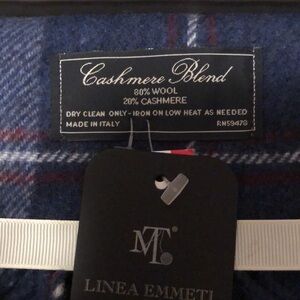 Cashmere Blend
80% WOOL
20% CASHMERE
DRY CLEAN ONLY-IRON ON LOW HEAT AS NEEDED
MADE IN ITALY RN59478
MT
LINEA EMMETI